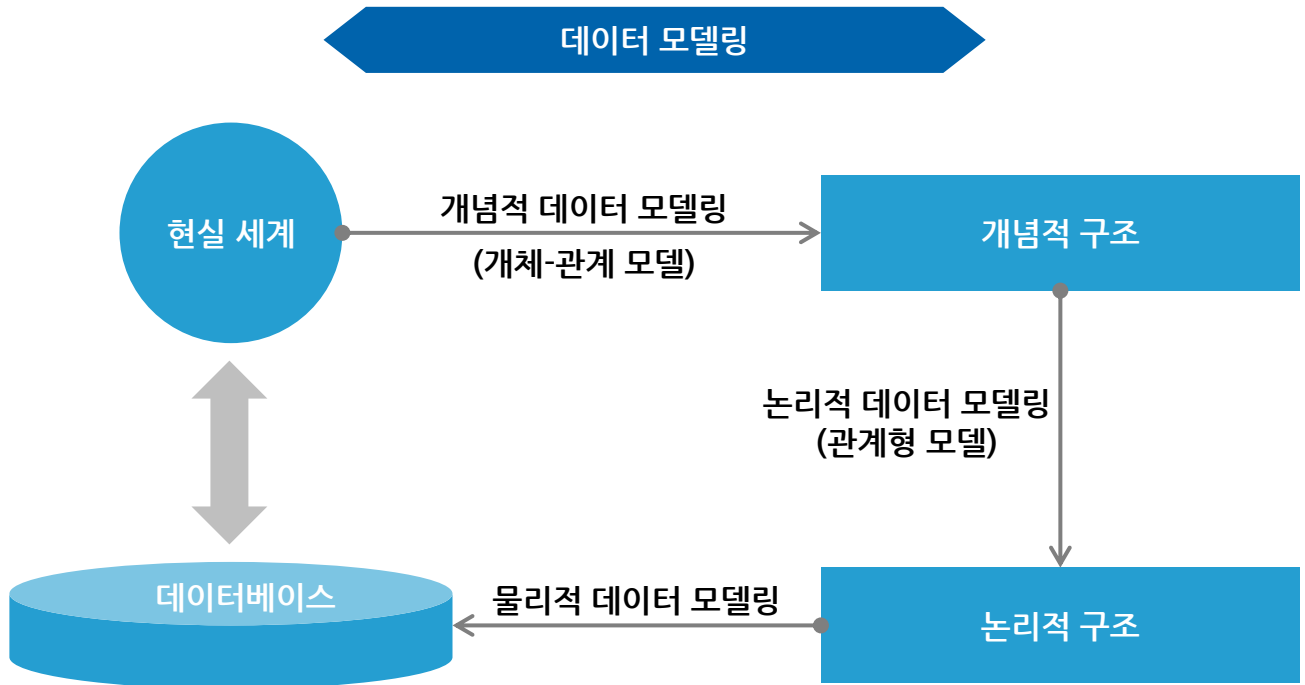 데이터 모델링
현실 세계
개념적 데이터 모델링
(개체-관계 모델)
개념적 구조
논리적 데이터 모델링
(관계형 모델)
데이터베이스
물리적 데이터 모델링
논리적 구조